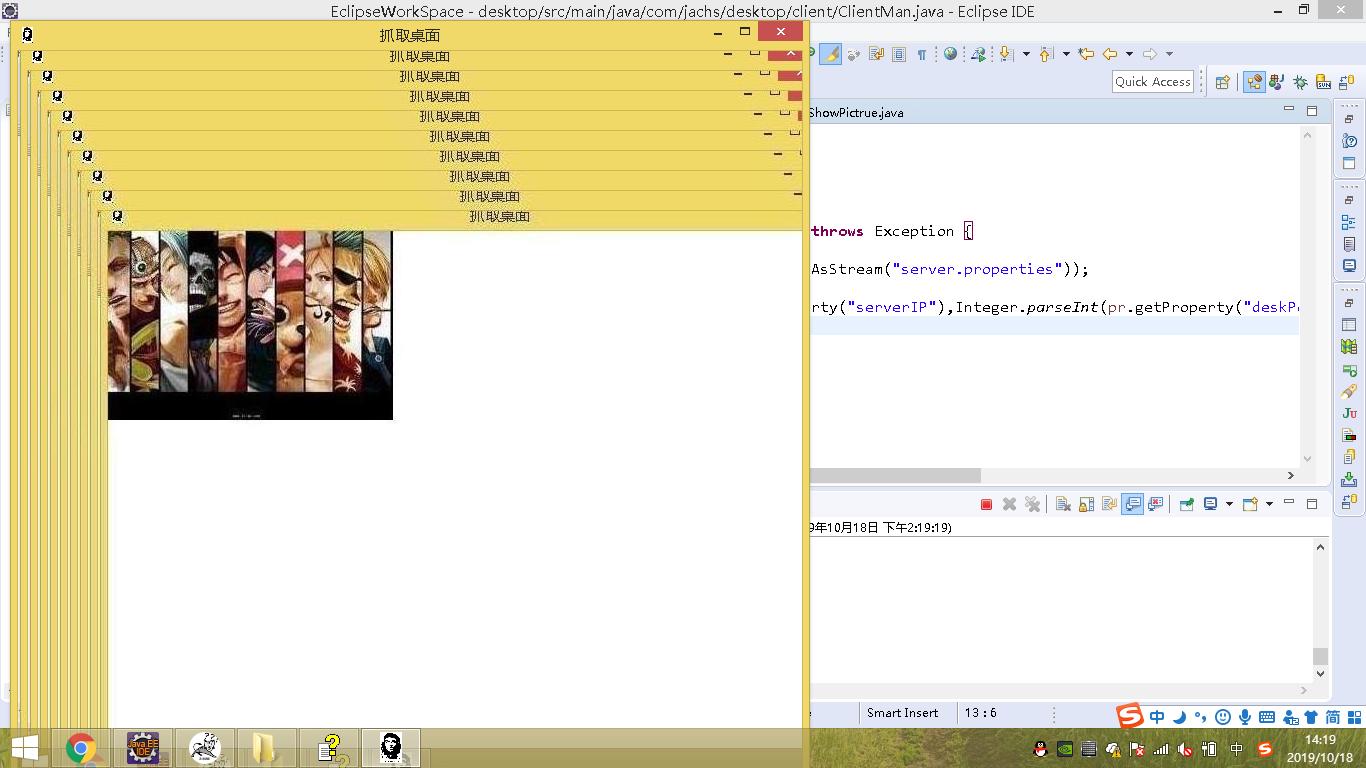 EclipseWorkSpace - desktop/src/main/java/com/jachs/desktop/client/ClientMan.java - Eclipse IDE
抓取桌面
抓取桌面
抓取桌面
抓取桌面
抓取桌面
抓取桌面
抓取桌面
抓取桌面
抓取桌面
抓取桌面
Quick Access
ShowPictrue.java
throws Exception {
AsStream("server.properties"));
rty("serverIP"),Integer.parseInt(pr.getProperty("deskP
9年10月18日 下午2:19:19)
Smart Insert
13 : 6
中
简
Java EE
IDE
中
14:19
2019/10/18